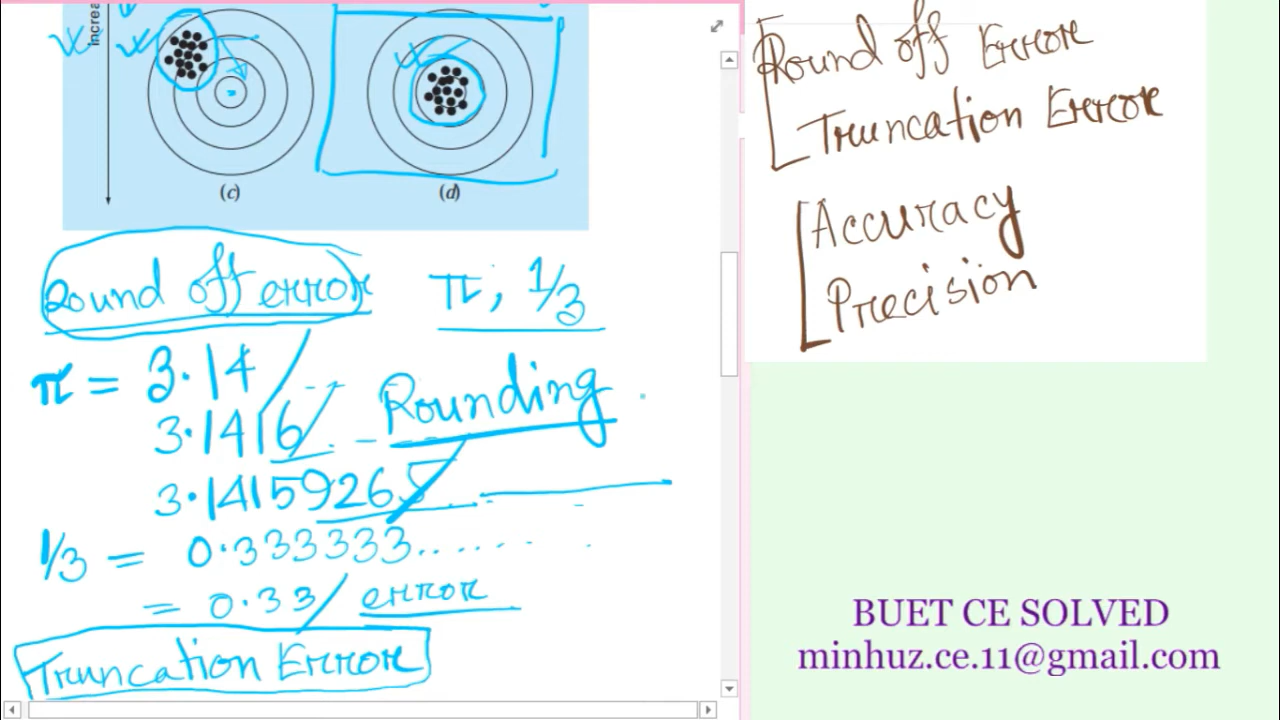 increa
(c)
(d)
Round off error
π, 1/3
π = 3.14
3.1416
Rounding
3.14159265
1/3 = 0.333333..........
= 0.33 error
Truncation Error
Round off Error
Truncation Error
Accuracy
Precision
BUET CE SOLVED
minhuz.ce.11@gmail.com